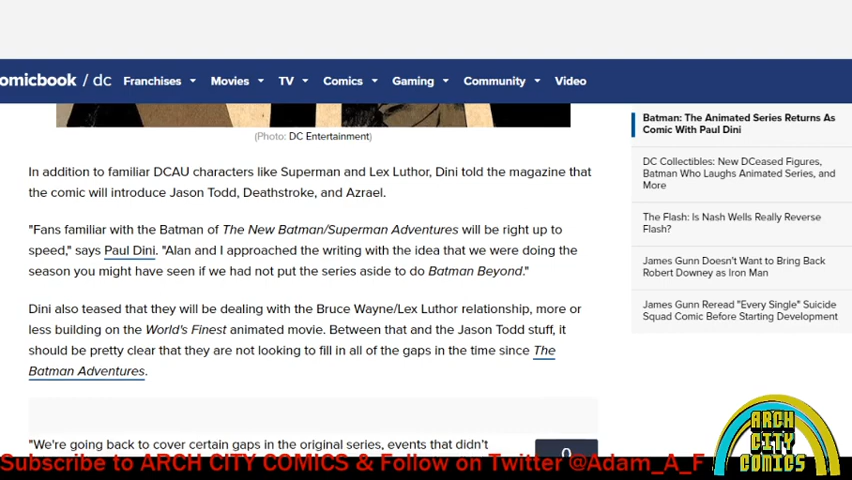 omicbook / dc Franchises Movies TV Comics Gaming Community Video
(Photo: DC Entertainment)
In addition to familiar DCAU characters like Superman and Lex Luthor, Dini told the magazine that
the comic will introduce Jason Todd, Deathstroke, and Azrael.
"Fans familiar with the Batman of The New Batman/Superman Adventures will be right up to
speed," says Paul Dini. "Alan and I approached the writing with the idea that we were doing the
season you might have seen if we had not put the series aside to do Batman Beyond."
Dini also teased that they will be dealing with the Bruce Wayne/Lex Luthor relationship, more or
less building on the World's Finest animated movie. Between that and the Jason Todd stuff, it
should be pretty clear that they are not looking to fill in all of the gaps in the time since The
Batman Adventures.
"We're going back to cover certain gaps in the original series, events that didn't
0
Batman: The Animated Series Returns As
Comic With Paul Dini
DC Collectibles: New DCeased Figures,
Batman Who Laughs Animated Series, and
More
The Flash: Is Nash Wells Really Reverse
Flash?
James Gunn Doesn't Want to Bring Back
Robert Downey as Iron Man
James Gunn Reread "Every Single" Suicide
Squad Comic Before Starting Development
Subscribe to ARCH CITY COMICS & Follow on Twitter @Adam_A_F
ARCH
CITY
COMICS